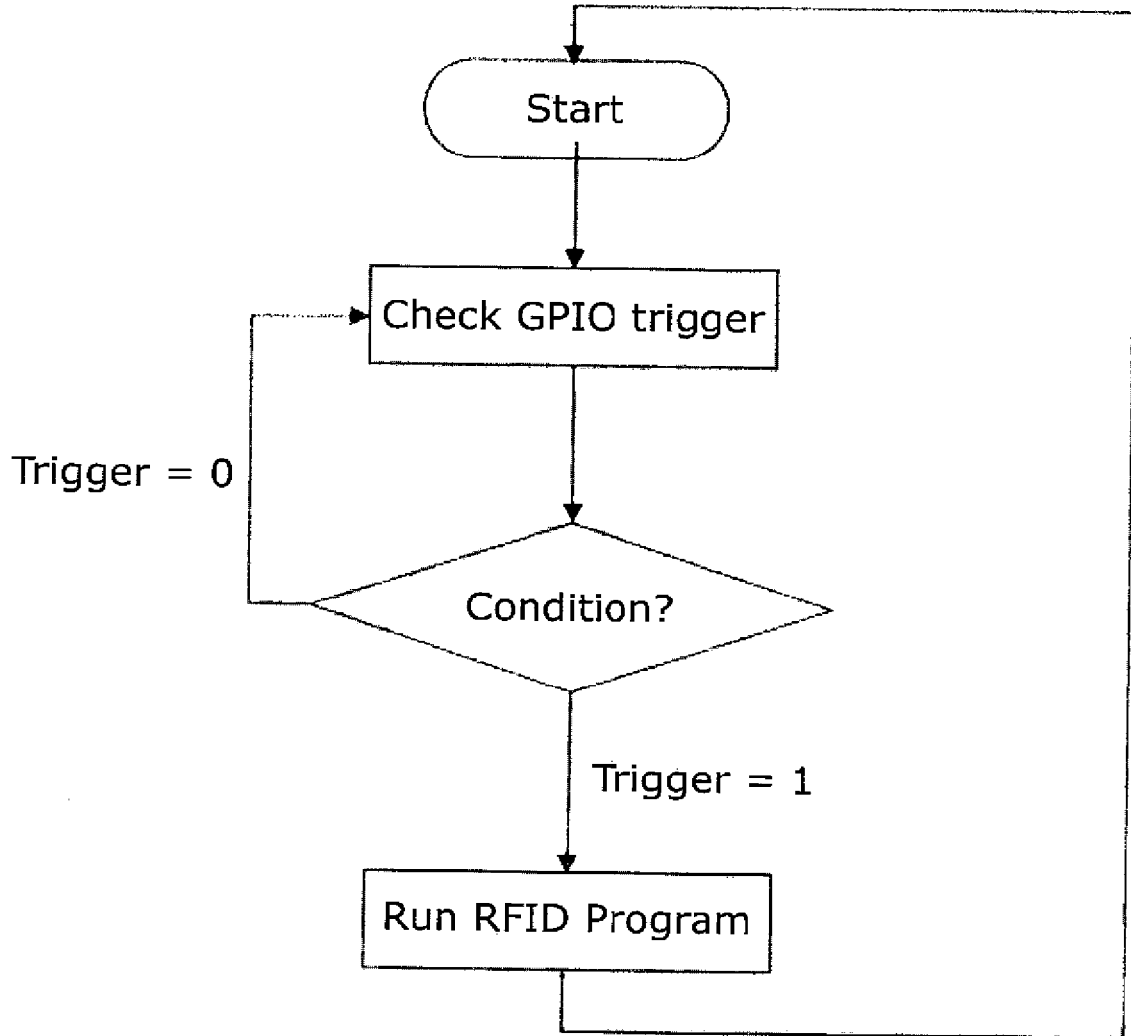 Start
Check GPIO trigger
Trigger = 0
Condition?
Trigger = 1
Run RFID Program